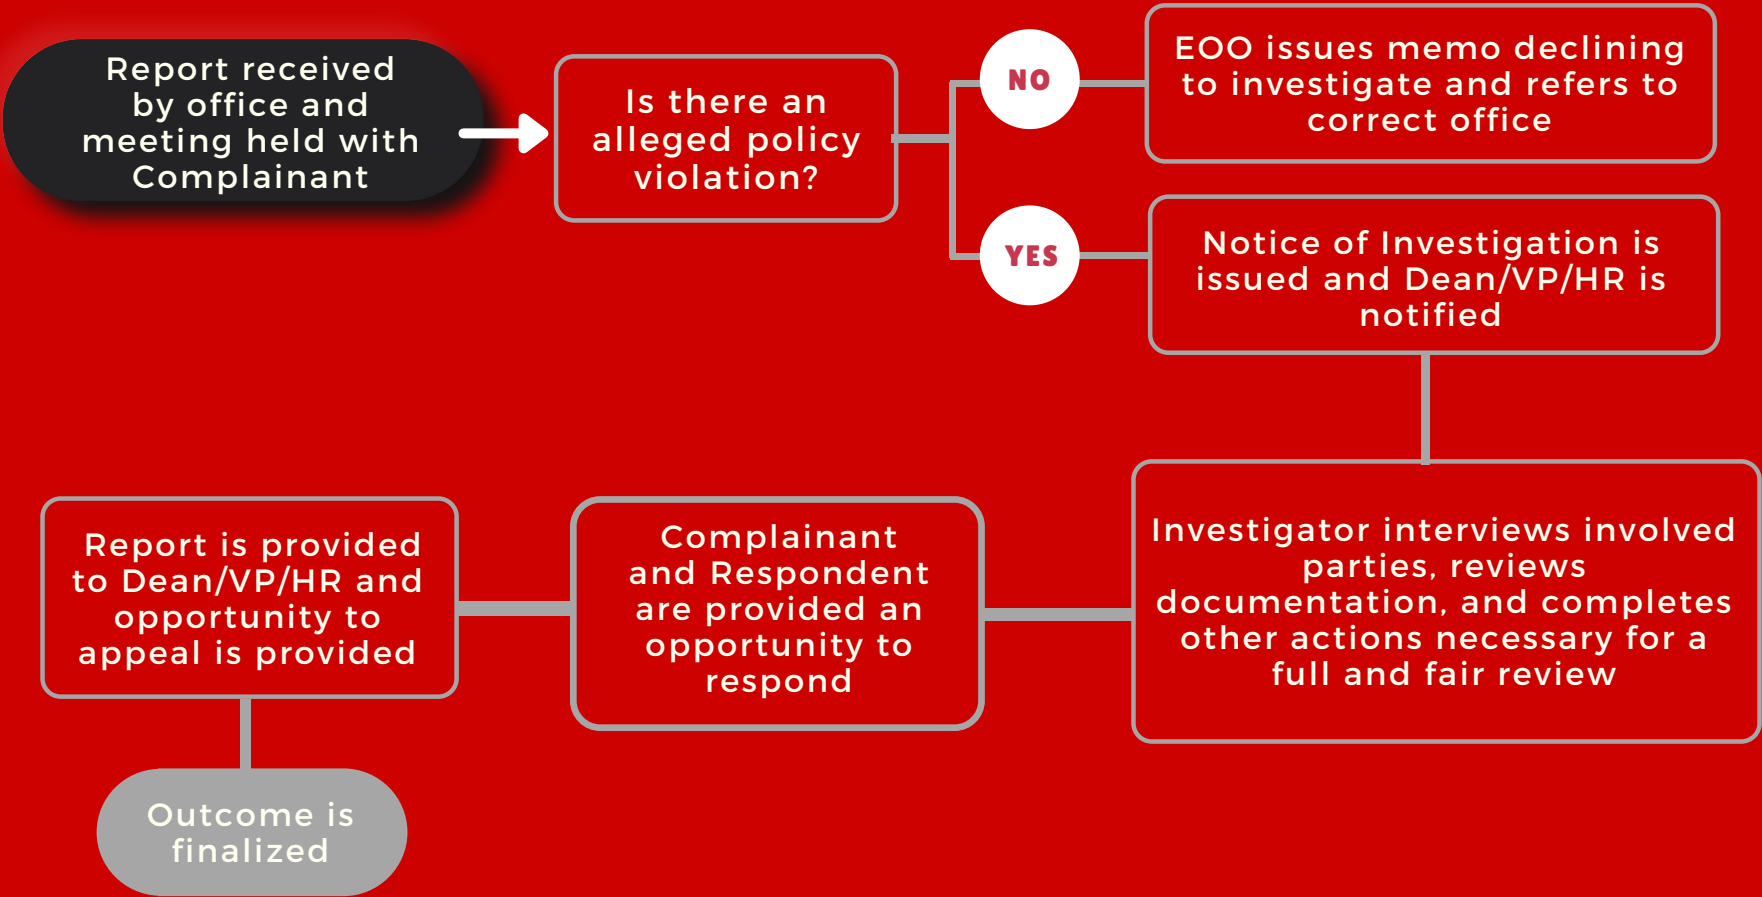 Report received
by office and
meeting held with
Complainant
Is there an
alleged policy
violation?
NO
EOO issues memo declining
to investigate and refers to
correct office
YES
Notice of Investigation is
issued and Dean/VP/HR is
notified
Investigator interviews involved
parties, reviews
documentation, and completes
other actions necessary for a
full and fair review
Complainant
and Respondent
are provided an
opportunity to
respond
Report is provided
to Dean/VP/HR and
opportunity to
appeal is provided
Outcome is
finalized